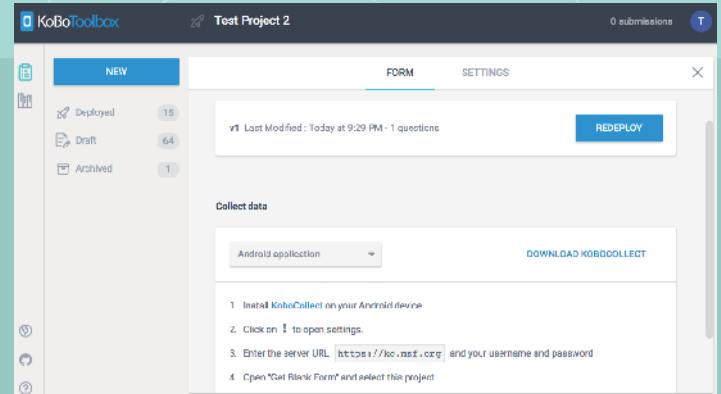 KoBoToolbox
Test Project 2
0 submissions
T
NEW
FORM
SETTINGS
Deployed
15
v1 Last Modified : Today at 9:29 PM - 1 questions
REDEPLOY
Draft
64
Archived
1
Collect data
Android application
DOWNLOAD KOBOCOLLECT
1. Install KoboCollect on your Android device
2. Click on ⋮ to open settings.
3. Enter the server URL https://kc.msf.org and your username and password
4. Open "Get Blank Form" and select this project